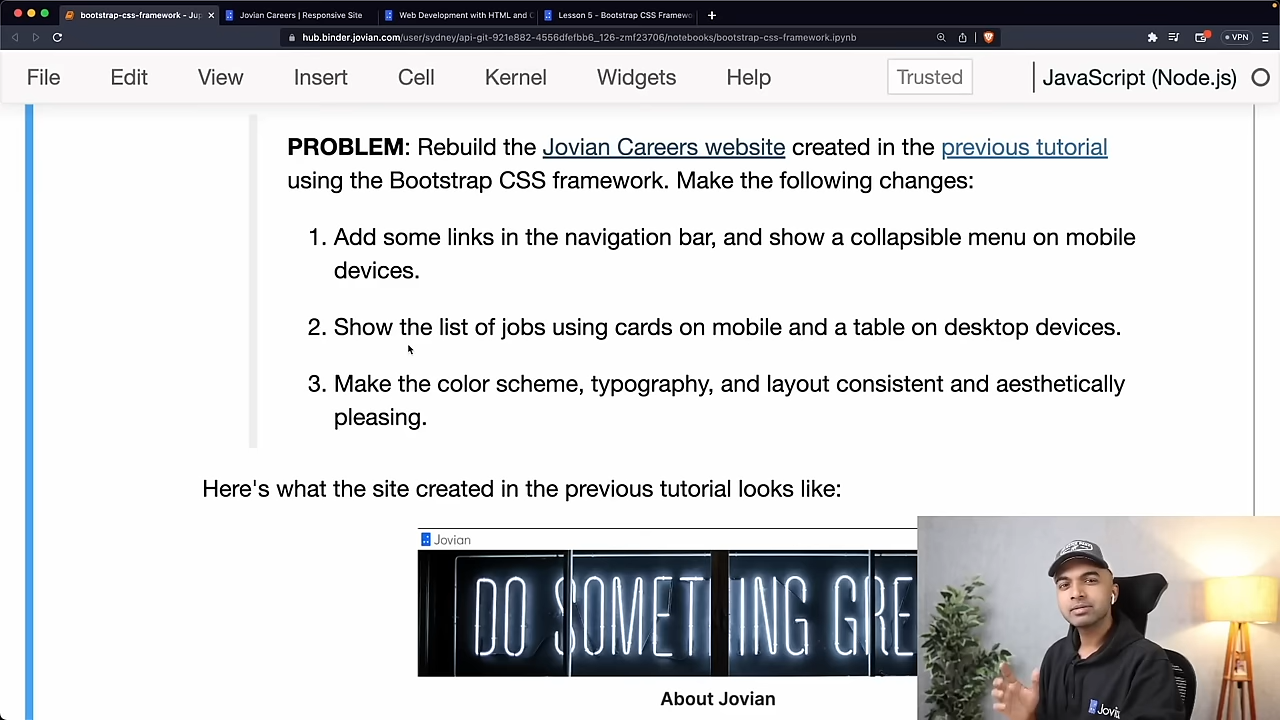 bootstrap-css-framework - Jup
Jovian Careers | Responsive Site
Web Development with HTML and C
Lesson 5 - Bootstrap CSS Framewo
hub.binder.jovian.com/user/sydney/api-git-921e882-4556dfefbb6_126-zmf23706/notebooks/bootstrap-css-framework.ipynb
VPN
File Edit View Insert Cell Kernel Widgets Help Trusted JavaScript (Node.js)
PROBLEM: Rebuild the Jovian Careers website created in the previous tutorial
using the Bootstrap CSS framework. Make the following changes:
1. Add some links in the navigation bar, and show a collapsible menu on mobile
devices.
2. Show the list of jobs using cards on mobile and a table on desktop devices.
3. Make the color scheme, typography, and layout consistent and aesthetically
pleasing.
Here's what the site created in the previous tutorial looks like:
Jovian
DO SOMETHING GRE
About Jovian
Jovia